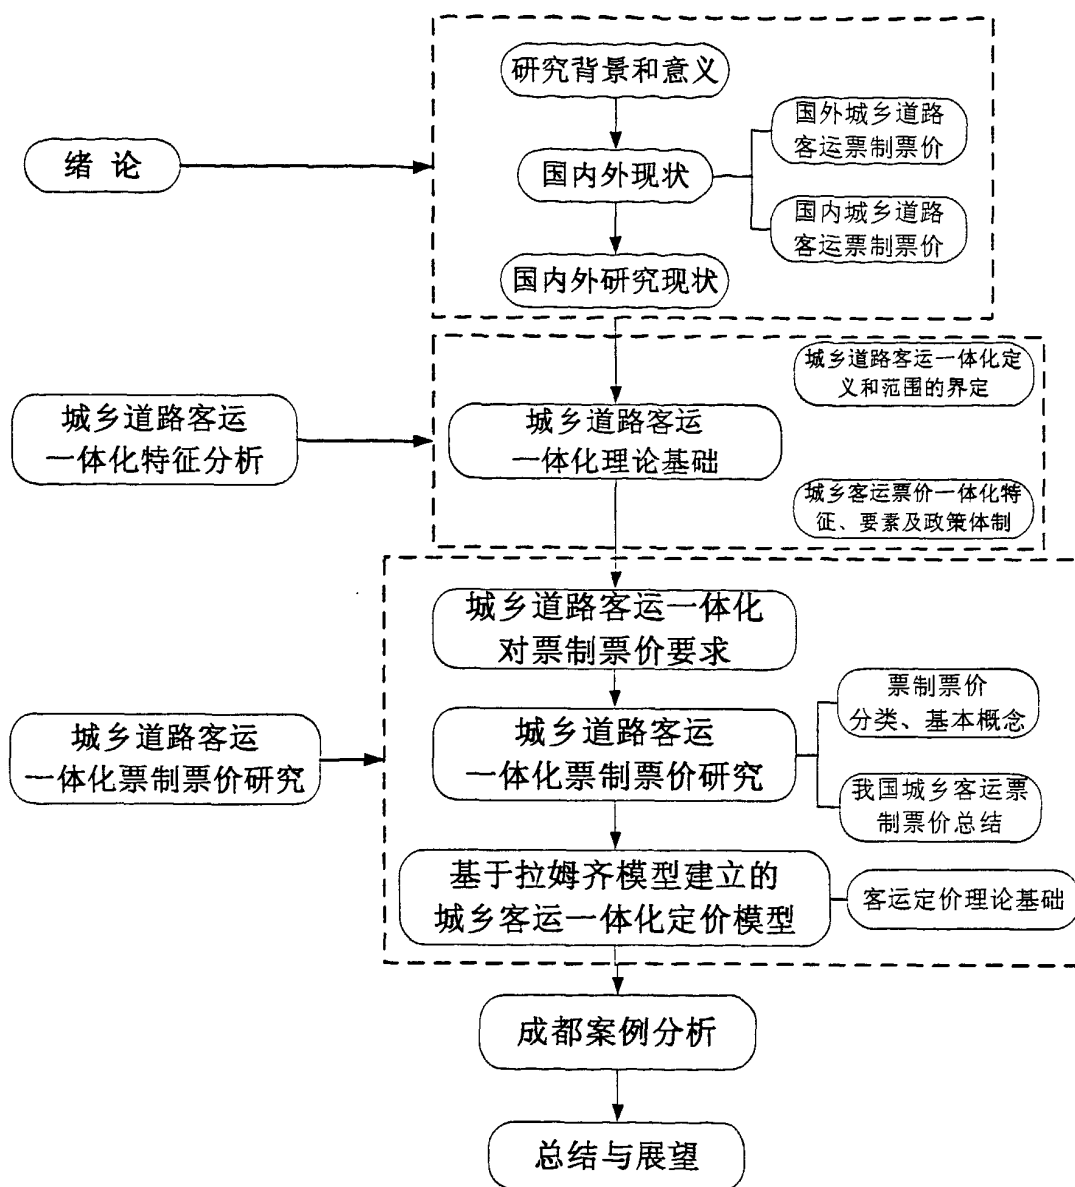 研究背景和意义
国外城乡道路
客运票制票价
绪 论
国内外现状
国内城乡道路
客运票制票价
国内外研究现状
城乡道路客运一体化定
义和范围的界定
城乡道路客运
一体化特征分析
城乡道路客运
一体化理论基础
城乡客运票价一体化特
征、要素及政策体制
城乡道路客运一体化
对票制票价要求
票制票价
分类、基本概念
城乡道路客运
一体化票制票价研究
城乡道路客运
一体化票制票价研究
我国城乡客运票
制票价总结
基于拉姆齐模型建立的
城乡客运一体化定价模型
客运定价理论基础
成都案例分析
总结与展望